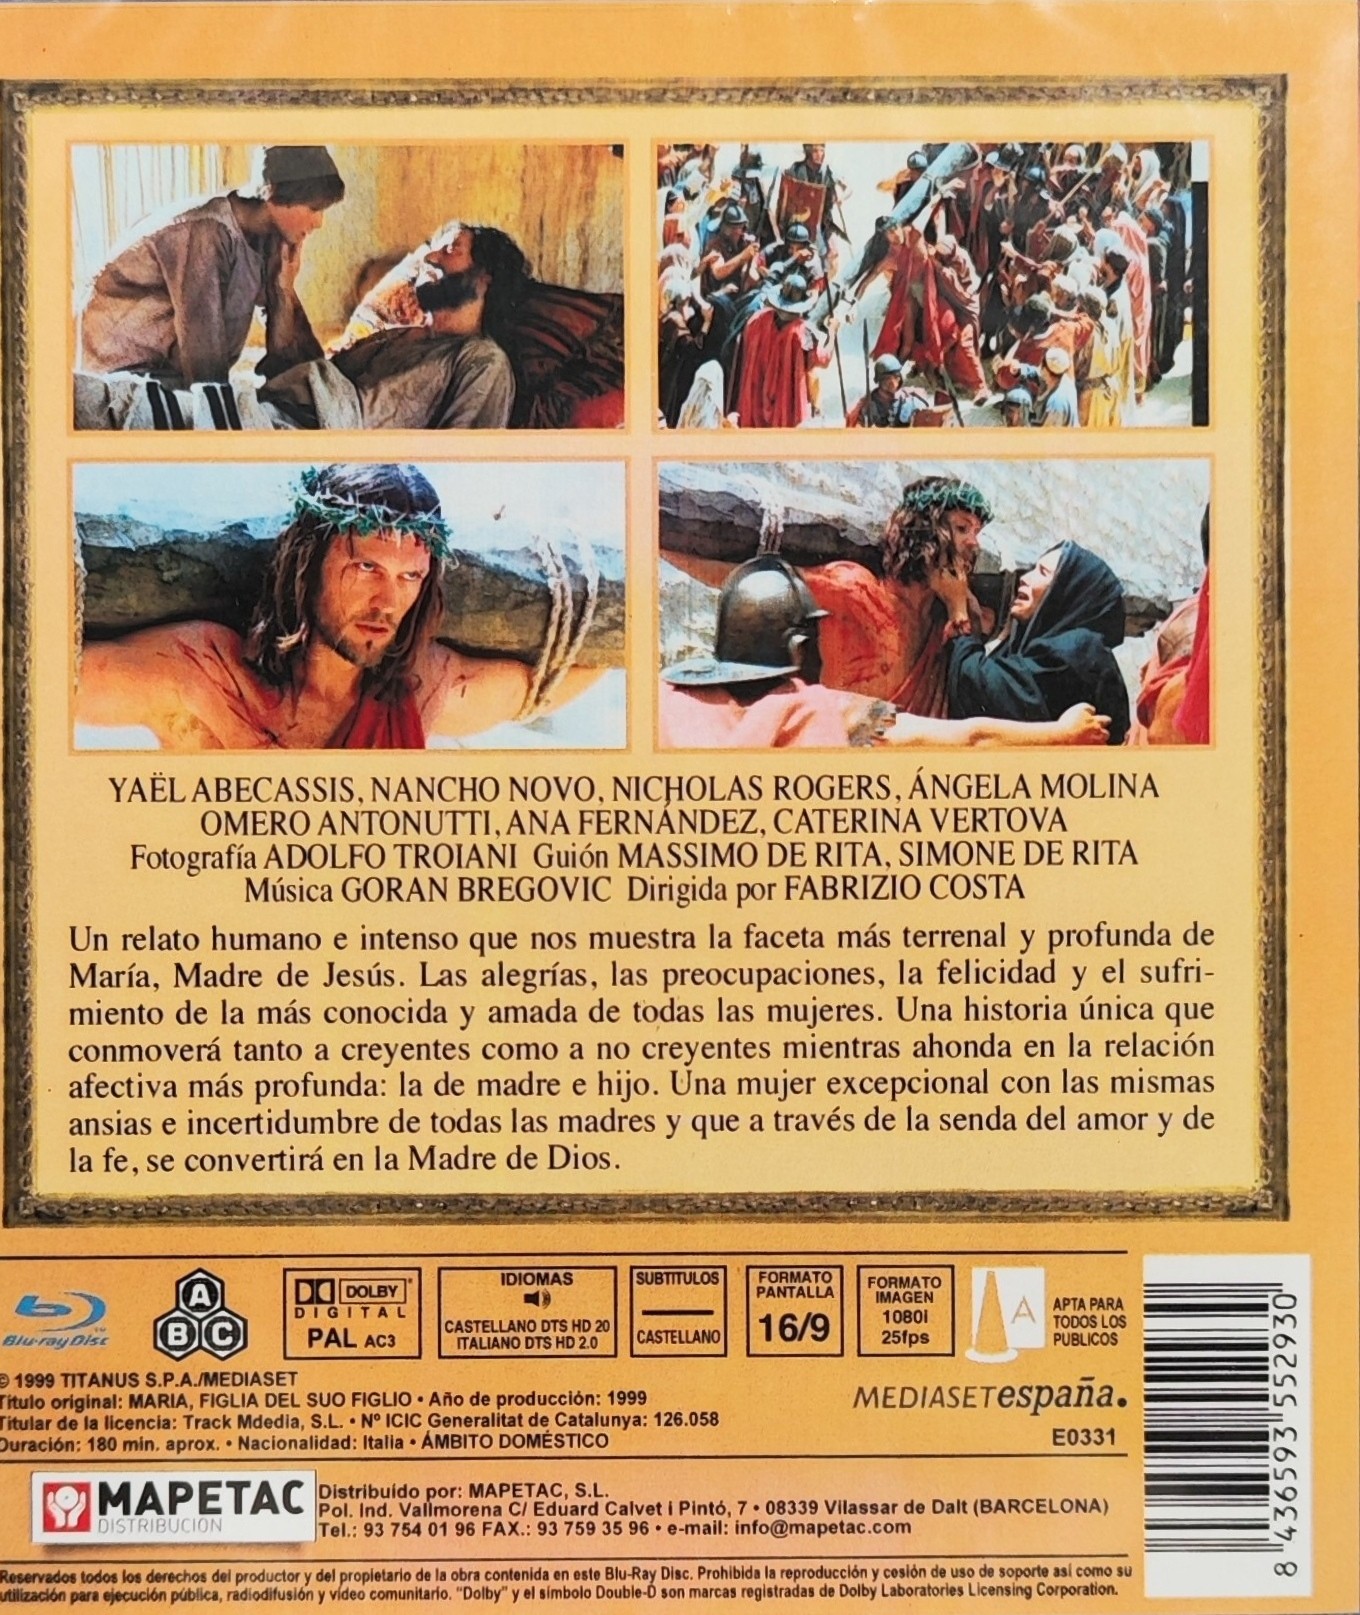 YAËL ABECASSIS, NANCHO NOVO, NICHOLAS ROGERS, ÁNGELA MOLINA
OMERO ANTONUTTI, ANA FERNÁNDEZ, CATERINA VERTOVA
Fotografía ADOLFO TROIANI Guión MASSIMO DE RITA, SIMONE DE RITA
Música GORAN BREGOVIC Dirigida por FABRIZIO COSTA
Un relato humano e intenso que nos muestra la faceta más terrenal y profunda de
María, Madre de Jesús. Las alegrías, las preocupaciones, la felicidad y el sufri-
miento de la más conocida y amada de todas las mujeres. Una historia única que
conmoverá tanto a creyentes como a no creyentes mientras ahonda en la relación
afectiva más profunda: la de madre e hijo. Una mujer excepcional con las mismas
ansias e incertidumbre de todas las madres y que a través de la senda del amor y de
la fe, se convertirá en la Madre de Dios.
Blu-ray Disc
A
B C
DOLBY
DIGITAL
PAL AC3
IDIOMAS
CASTELLANO DTS HD 20
ITALIANO DTS HD 2.0
SUBTITULOS
CASTELLANO
FORMATO
PANTALLA
16/9
FORMATO
IMAGEN
1080i
25fps
A
APTA PARA
TODOS LOS
PUBLICOS
© 1999 TITANUS S.P.A./MEDIASET
Título original: MARIA, FIGLIA DEL SUO FIGLIO • Año de producción: 1999
Titular de la licencia: Track Mdedia, S.L. • Nº ICIC Generalitat de Catalunya: 126.058
Duración: 180 min. aprox. • Nacionalidad: Italia • ÁMBITO DOMÉSTICO
MEDIASETespaña.
E0331
8 436593 552930
MAPETAC
DISTRIBUCION
Distribuído por: MAPETAC, S.L.
Pol. Ind. Vallmorena C/ Eduard Calvet i Pintó, 7 • 08339 Vilassar de Dalt (BARCELONA)
Tel.: 93 754 01 96 FAX.: 93 759 35 96 • e-mail: info@mapetac.com
Reservados todos los derechos del productor y del propietario de la obra contenida en este Blu-Ray Disc. Prohibida la reproducción y cesión de uso de soporte así como su
utilización para ejecución pública, radiodifusión y vídeo comunitario. "Dolby" y el símbolo Double-D son marcas registradas de Dolby Laboratories Licensing Corporation.